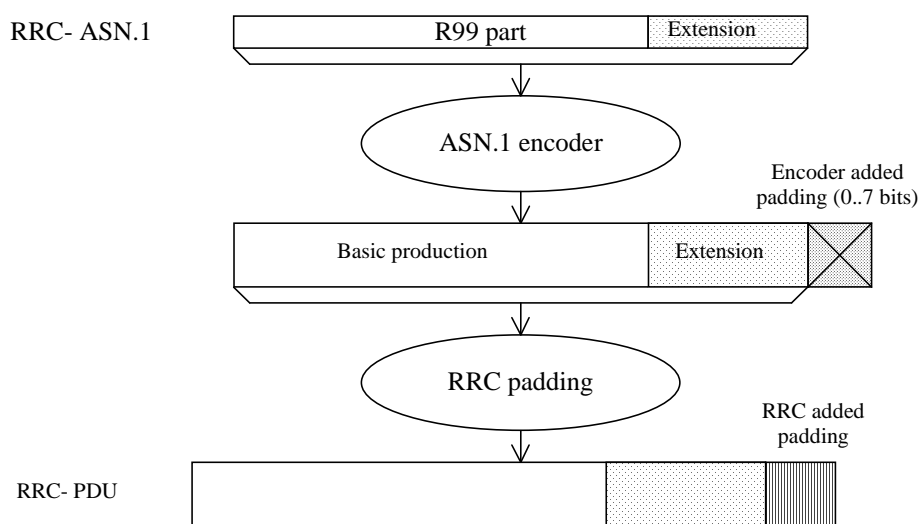 RRC- ASN.1
R99 part
Extension
ASN.1 encoder
Encoder added
padding (0..7 bits)
Basic production
Extension
RRC padding
RRC added
padding
RRC- PDU